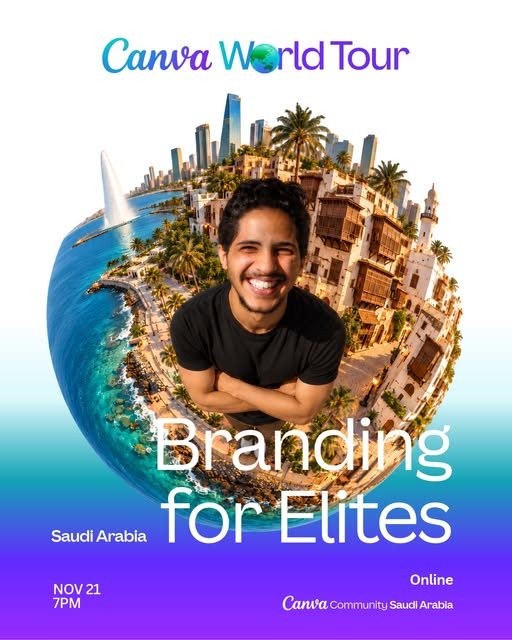 Canva World Tour
Branding
for Elites
Saudi Arabia
NOV 21
7PM
Online
Canva Community Saudi Arabia